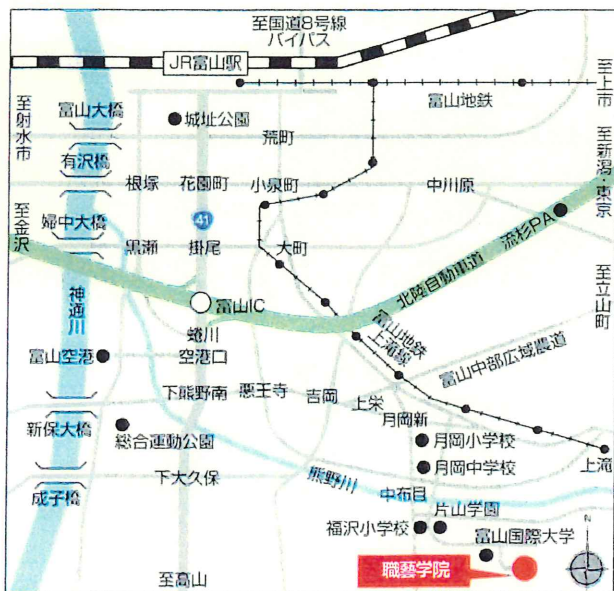 至国道8号線
バイパス
JR富山駅
至上市
富山地鉄
至射水市
富山大橋
城址公園
荒町
至新潟・東京
有沢橋
根塚
花園町
小泉町
中川原
至金沢
婦中大橋
41
流杉PA
黒瀬
掛尾
大町
北陸自動車道
至立山町
神通川
富山IC
蜷川
富山地鉄
上滝線
富山空港
空港口
富山中部広域農道
下熊野南
悪王寺
吉岡
上栄
月岡新
新保大橋
総合運動公園
月岡小学校
上滝
下大久保
熊野川
月岡中学校
成子橋
中布目
片山学園
福沢小学校
富山国際大学
職藝学院
至高山